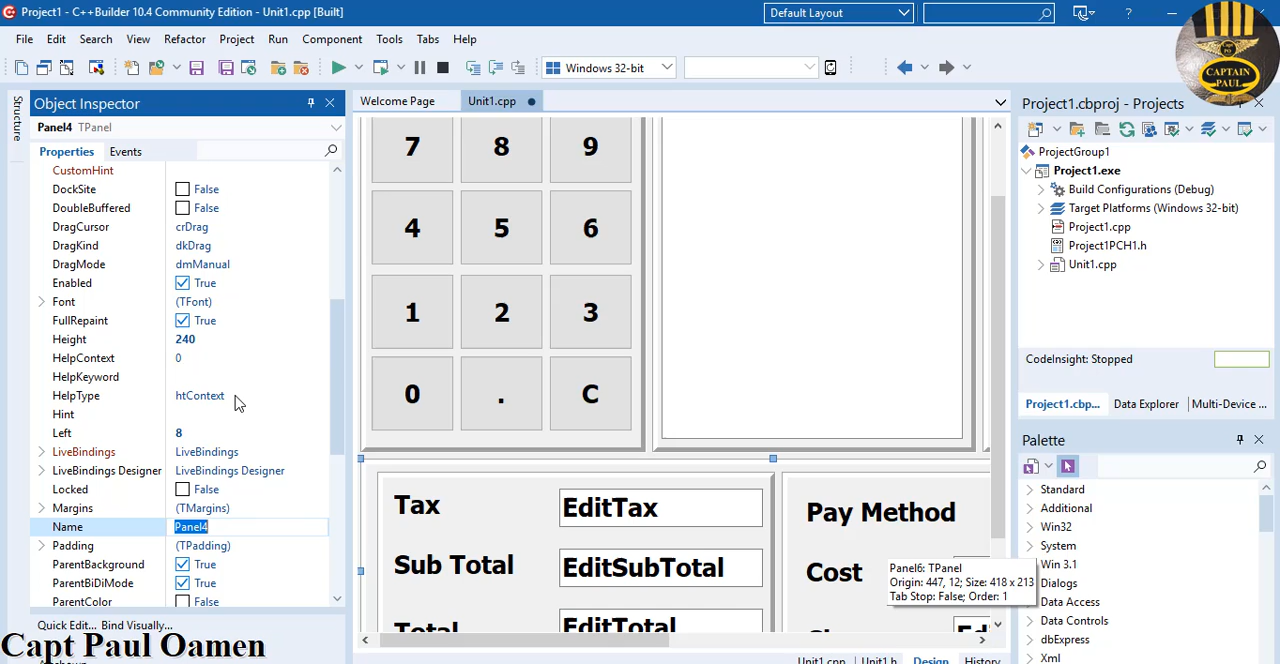 Project1 - C++Builder 10.4 Community Edition - Unit1.cpp [Built]
Default Layout
?
File Edit Search View Refactor Project Run Component Tools Tabs Help
Windows 32-bit
CAPTAIN PAUL
Structure
Object Inspector
Panel4 TPanel
Properties Events
CustomHint
DockSite False
DoubleBuffered False
DragCursor crDrag
DragKind dkDrag
DragMode dmManual
Enabled True
Font (TFont)
FullRepaint True
Height 240
HelpContext 0
HelpKeyword
HelpType htContext
Hint
Left 8
LiveBindings LiveBindings
LiveBindings Designer LiveBindings Designer
Locked False
Margins (TMargins)
Name Panel4
Padding (TPadding)
ParentBackground True
ParentBiDiMode True
ParentColor False
Quick Edit... Bind Visually...
Capt Paul Oamen
Welcome Page Unit1.cpp
7 8 9
4 5 6
1 2 3
0 . C
Tax EditTax
Sub Total EditSubTotal
Total EditTotal
Pay Method
Cost
Panel6: TPanel
Origin: 447, 12; Size: 418 x 213
Tab Stop: False; Order: 1
Unit1.cpp Unit1.h Design History
Project1.cbproj - Projects
ProjectGroup1
Project1.exe
Build Configurations (Debug)
Target Platforms (Windows 32-bit)
Project1.cpp
Project1PCH1.h
Unit1.cpp
CodeInsight: Stopped
Project1.cbp... Data Explorer Multi-Device ...
Palette
Standard
Additional
Win32
System
Win 3.1
Dialogs
Data Access
Data Controls
dbExpress
Xml